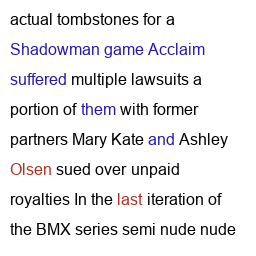 actual tombstones for a
Shadowman game Acclaim
suffered multiple lawsuits a
portion of them with former
partners Mary Kate and Ashley
Olsen sued over unpaid
royalties In the last iteration of
the BMX series semi nude nude